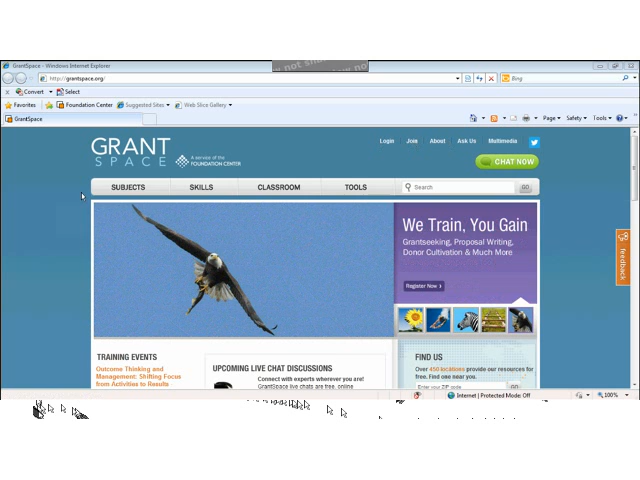 GrantSpace - Windows Internet Explorer
http://grantspace.org/
Bing
Convert
Select
Favorites
Foundation Center
Suggested Sites
Web Slice Gallery
GrantSpace
Page
Safety
Tools
Login
Join
About
Ask Us
Multimedia
GRANT
SPACE
A service of the
FOUNDATION CENTER
CHAT NOW
SUBJECTS
SKILLS
CLASSROOM
TOOLS
Search
GO
We Train, You Gain
Grantseeking, Proposal Writing,
Donor Cultivation & Much More
Register Now
feedback
TRAINING EVENTS
Outcome Thinking and
Management: Shifting Focus
from Activities to Results
UPCOMING LIVE CHAT DISCUSSIONS
Connect with experts wherever you are!
GrantSpace live chats are free, online
FIND US
Over 450 locations provide our resources for
free. Find one near you.
Enter your ZIP code
GO
Internet | Protected Mode: Off
100%